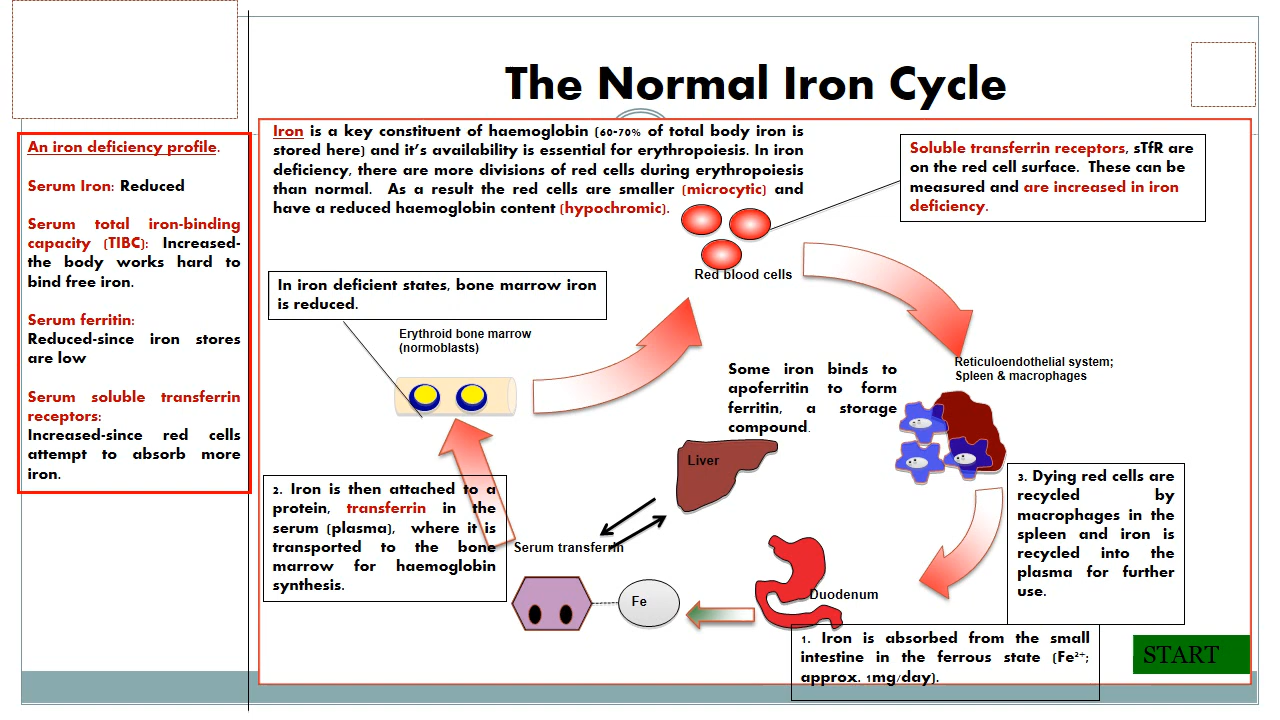 The Normal Iron Cycle
An iron deficiency profile.
Serum Iron: Reduced
Serum total iron-binding
capacity (TIBC): Increased-
the body works hard to
bind free iron.
Serum ferritin:
Reduced-since iron stores
are low
Serum soluble transferrin
receptors:
Increased-since red cells
attempt to absorb more
iron.
Iron is a key constituent of haemoglobin (60-70% of total body iron is
stored here) and it's availability is essential for erythropoiesis. In iron
deficiency, there are more divisions of red cells during erythropoiesis
than normal. As a result the red cells are smaller (microcytic) and
have a reduced haemoglobin content (hypochromic).
Soluble transferrin receptors, sTfR are
on the red cell surface. These can be
measured and are increased in iron
deficiency.
Red blood cells
In iron deficient states, bone marrow iron
is reduced.
Erythroid bone marrow
(normoblasts)
Reticuloendothelial system;
Spleen & macrophages
Some iron binds to
apoferritin to form
ferritin, a storage
compound.
Liver
2. Iron is then attached to a
protein, transferrin in the
serum (plasma), where it is
transported to the bone
marrow for haemoglobin
synthesis.
Serum transferrin
Fe
Duodenum
3. Dying red cells are
recycled by
macrophages in the
spleen and iron is
recycled into the
plasma for further
use.
1. Iron is absorbed from the small
intestine in the ferrous state (Fe²⁺;
approx. 1mg/day).
START